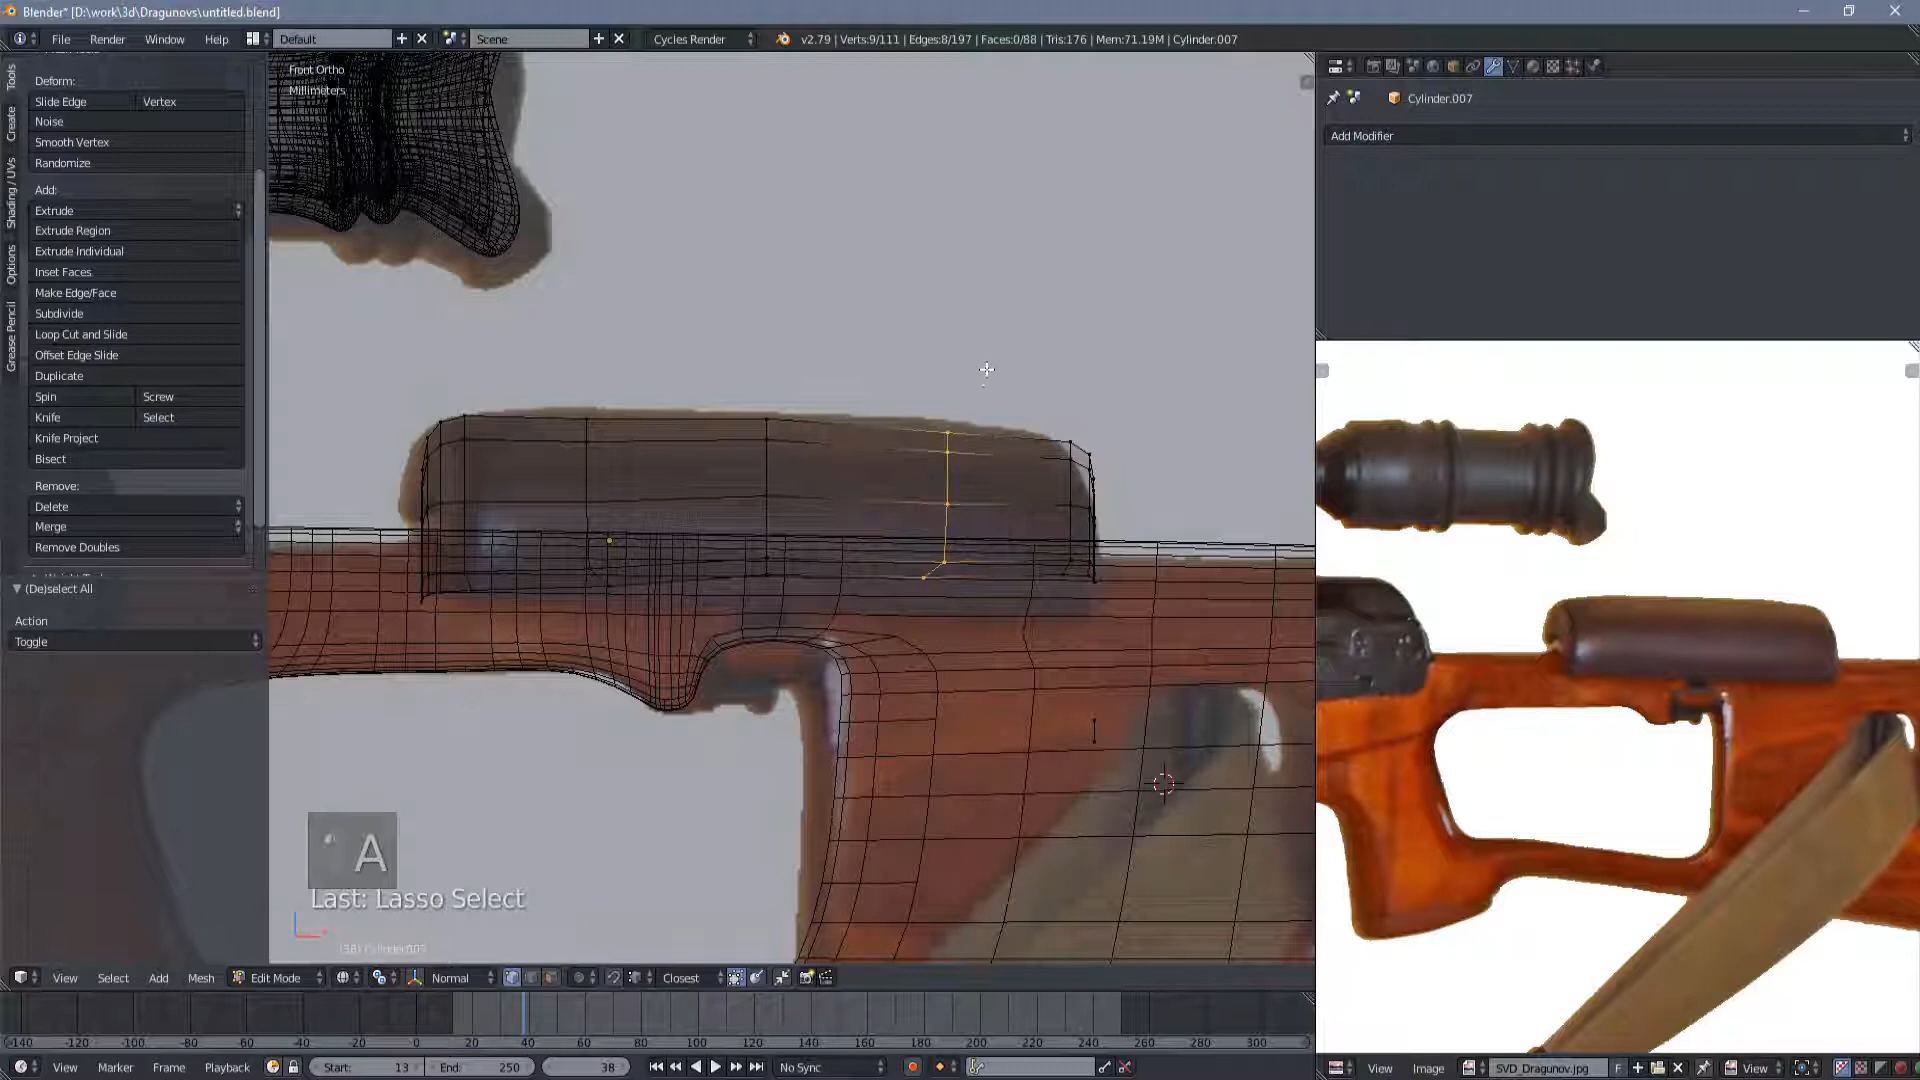 Blender* [D:\work\3d\Dragunovs\untitled.blend]
File Render Window Help Default Scene Cycles Render v2.79 | Verts:9/111 | Edges:8/197 | Faces:0/88 | Tris:176 | Mem:71.19M | Cylinder.007
Tools
Create
Shading / UVs
Options
Grease Pencil
Deform:
Slide Edge Vertex
Noise
Smooth Vertex
Randomize
Add:
Extrude
Extrude Region
Extrude Individual
Inset Faces
Make Edge/Face
Subdivide
Loop Cut and Slide
Offset Edge Slide
Duplicate
Spin Screw
Knife Select
Knife Project
Bisect
Remove:
Delete
Merge
Remove Doubles
(De)select All
Action
Toggle
Front Ortho
Millimeters
A
Last: Lasso Select
(38) Cylinder.007
Cylinder.007
Add Modifier
View Select Add Mesh Edit Mode Normal Closest
-140 -120 -100 -80 -60 -40 -20 0 20 40 60 80 100 120 140 160 180 200 220 240 260 280 300
View Marker Frame Playback Start: 13 End: 250 38 No Sync
View Image SVD_Dragunov.jpg F View